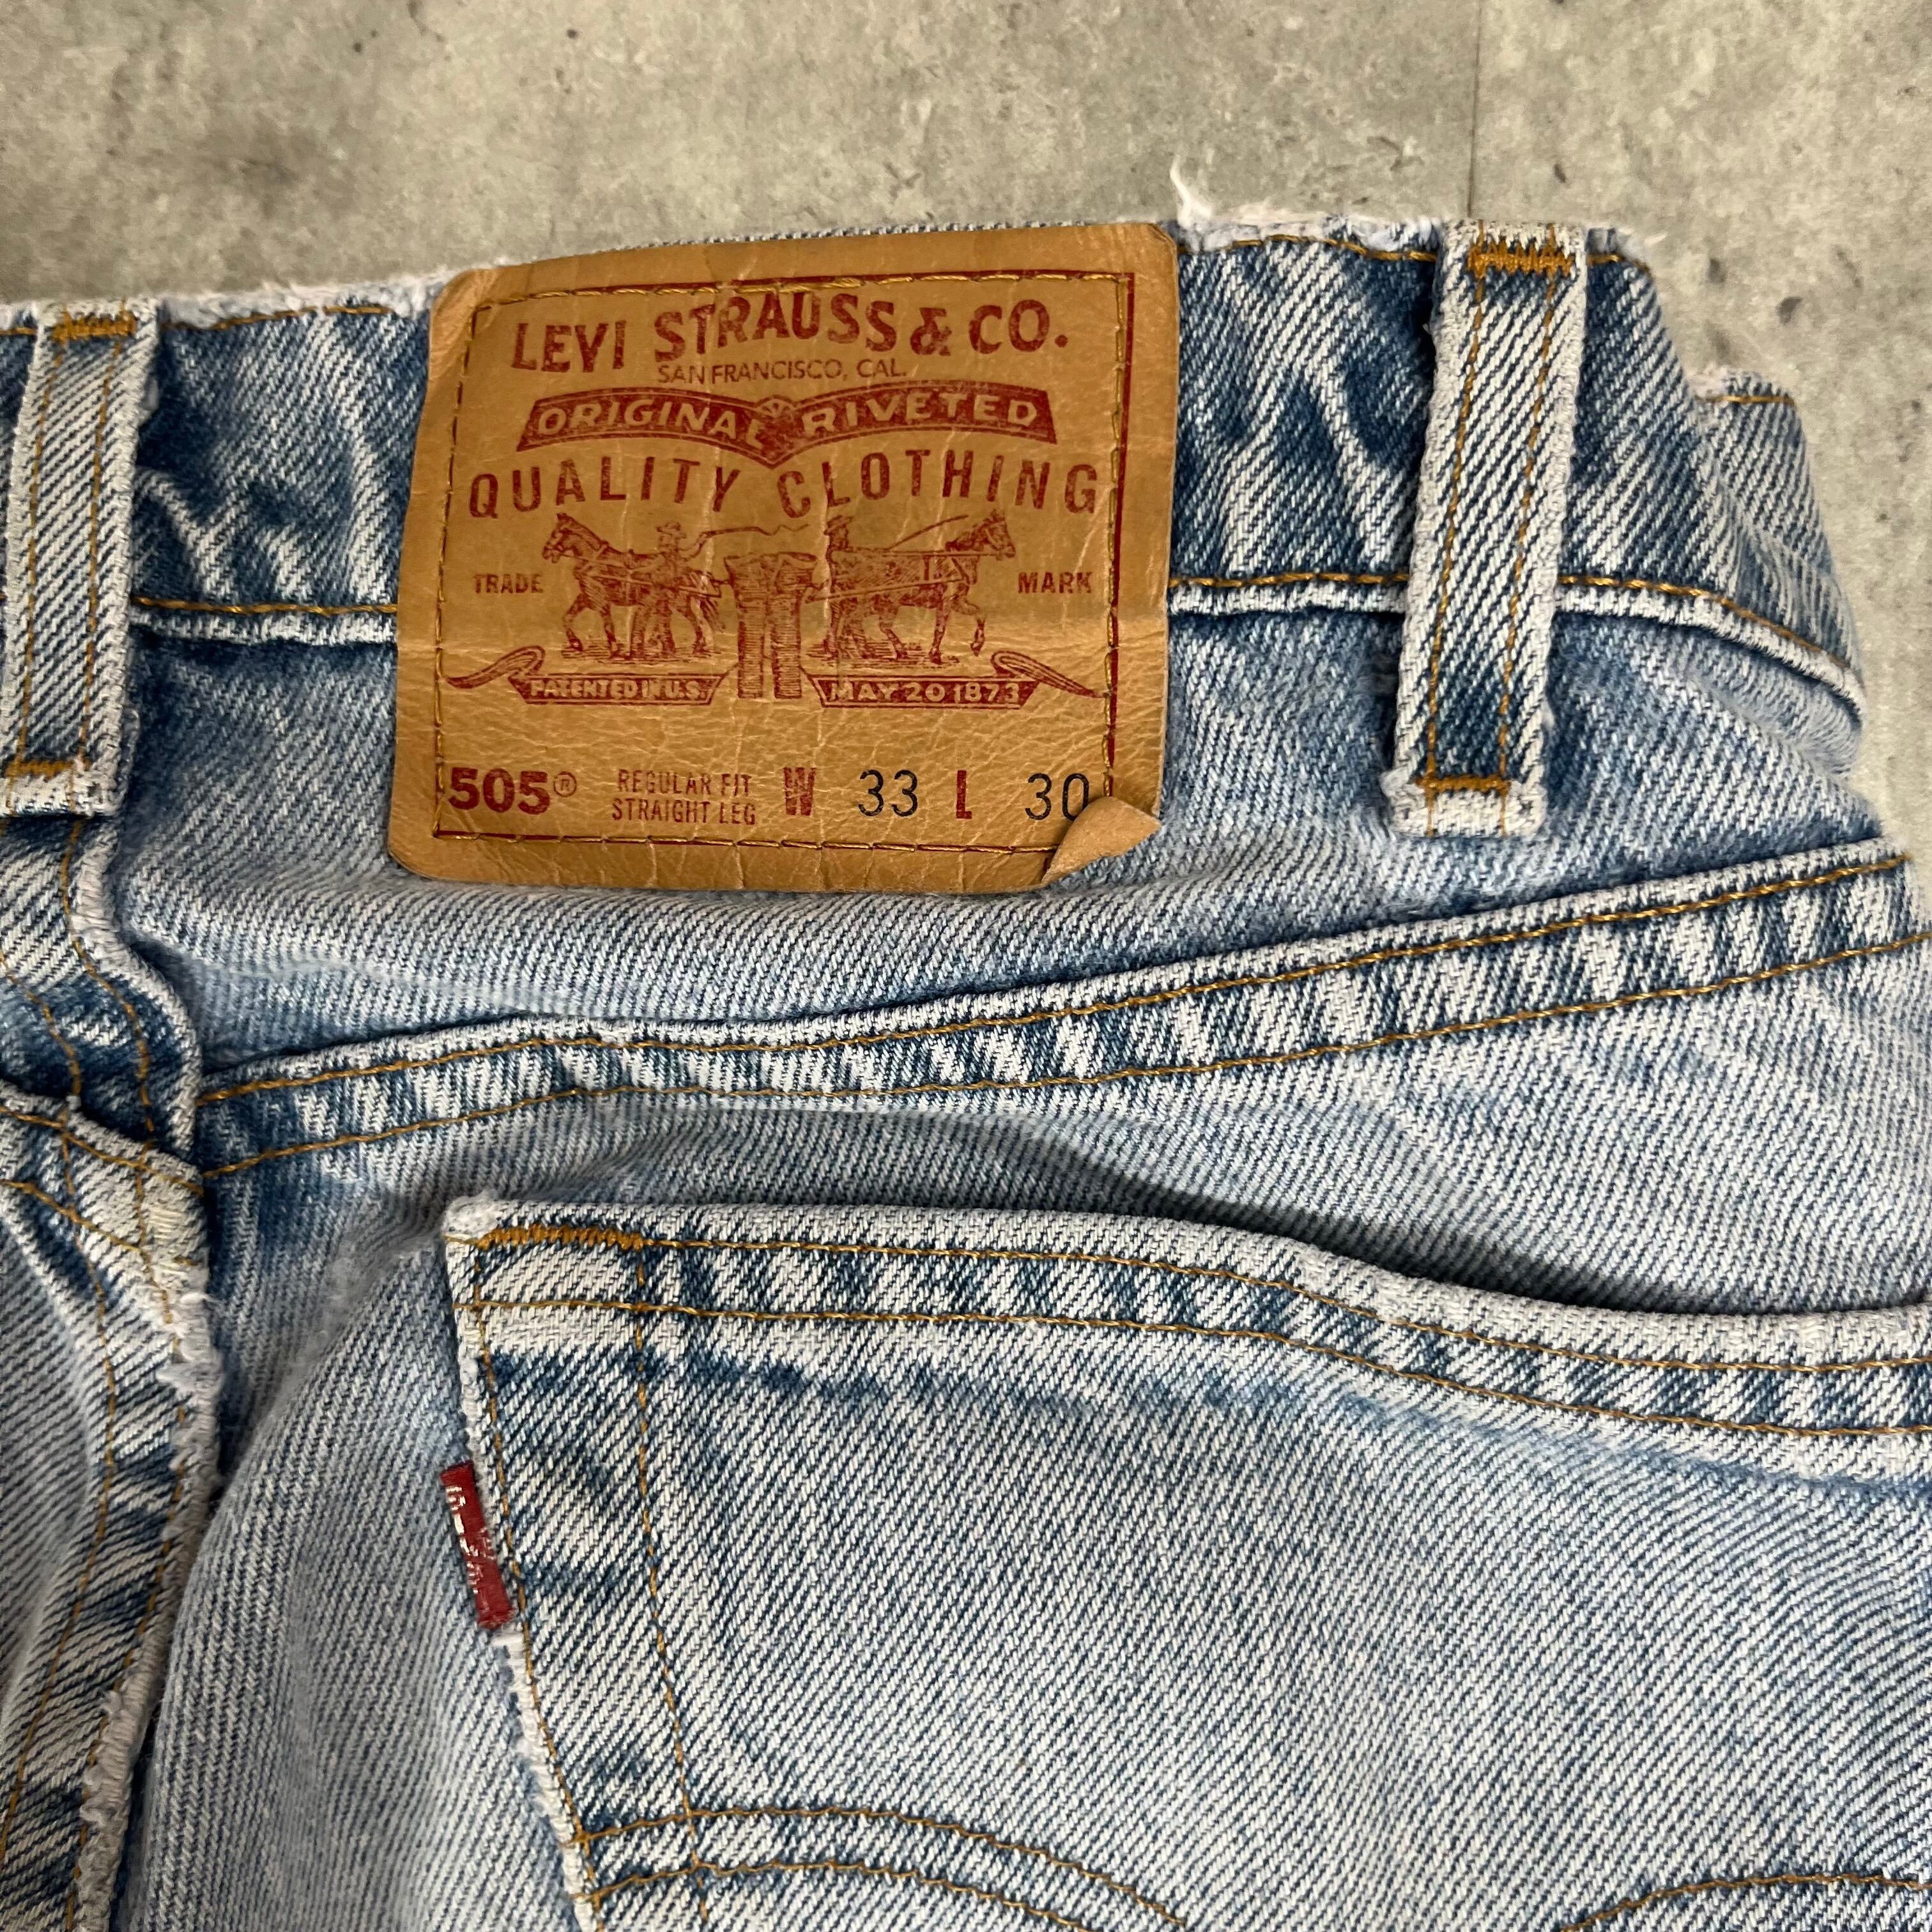 LEVI STRAUSS & CO.
SAN FRANCISCO, CAL.
ORIGINAL RIVETED
QUALITY CLOTHING
TRADE MARK
PATENTED IN U.S. MAY 20 1873
505® REGULAR FIT STRAIGHT LEG W 33 L 30